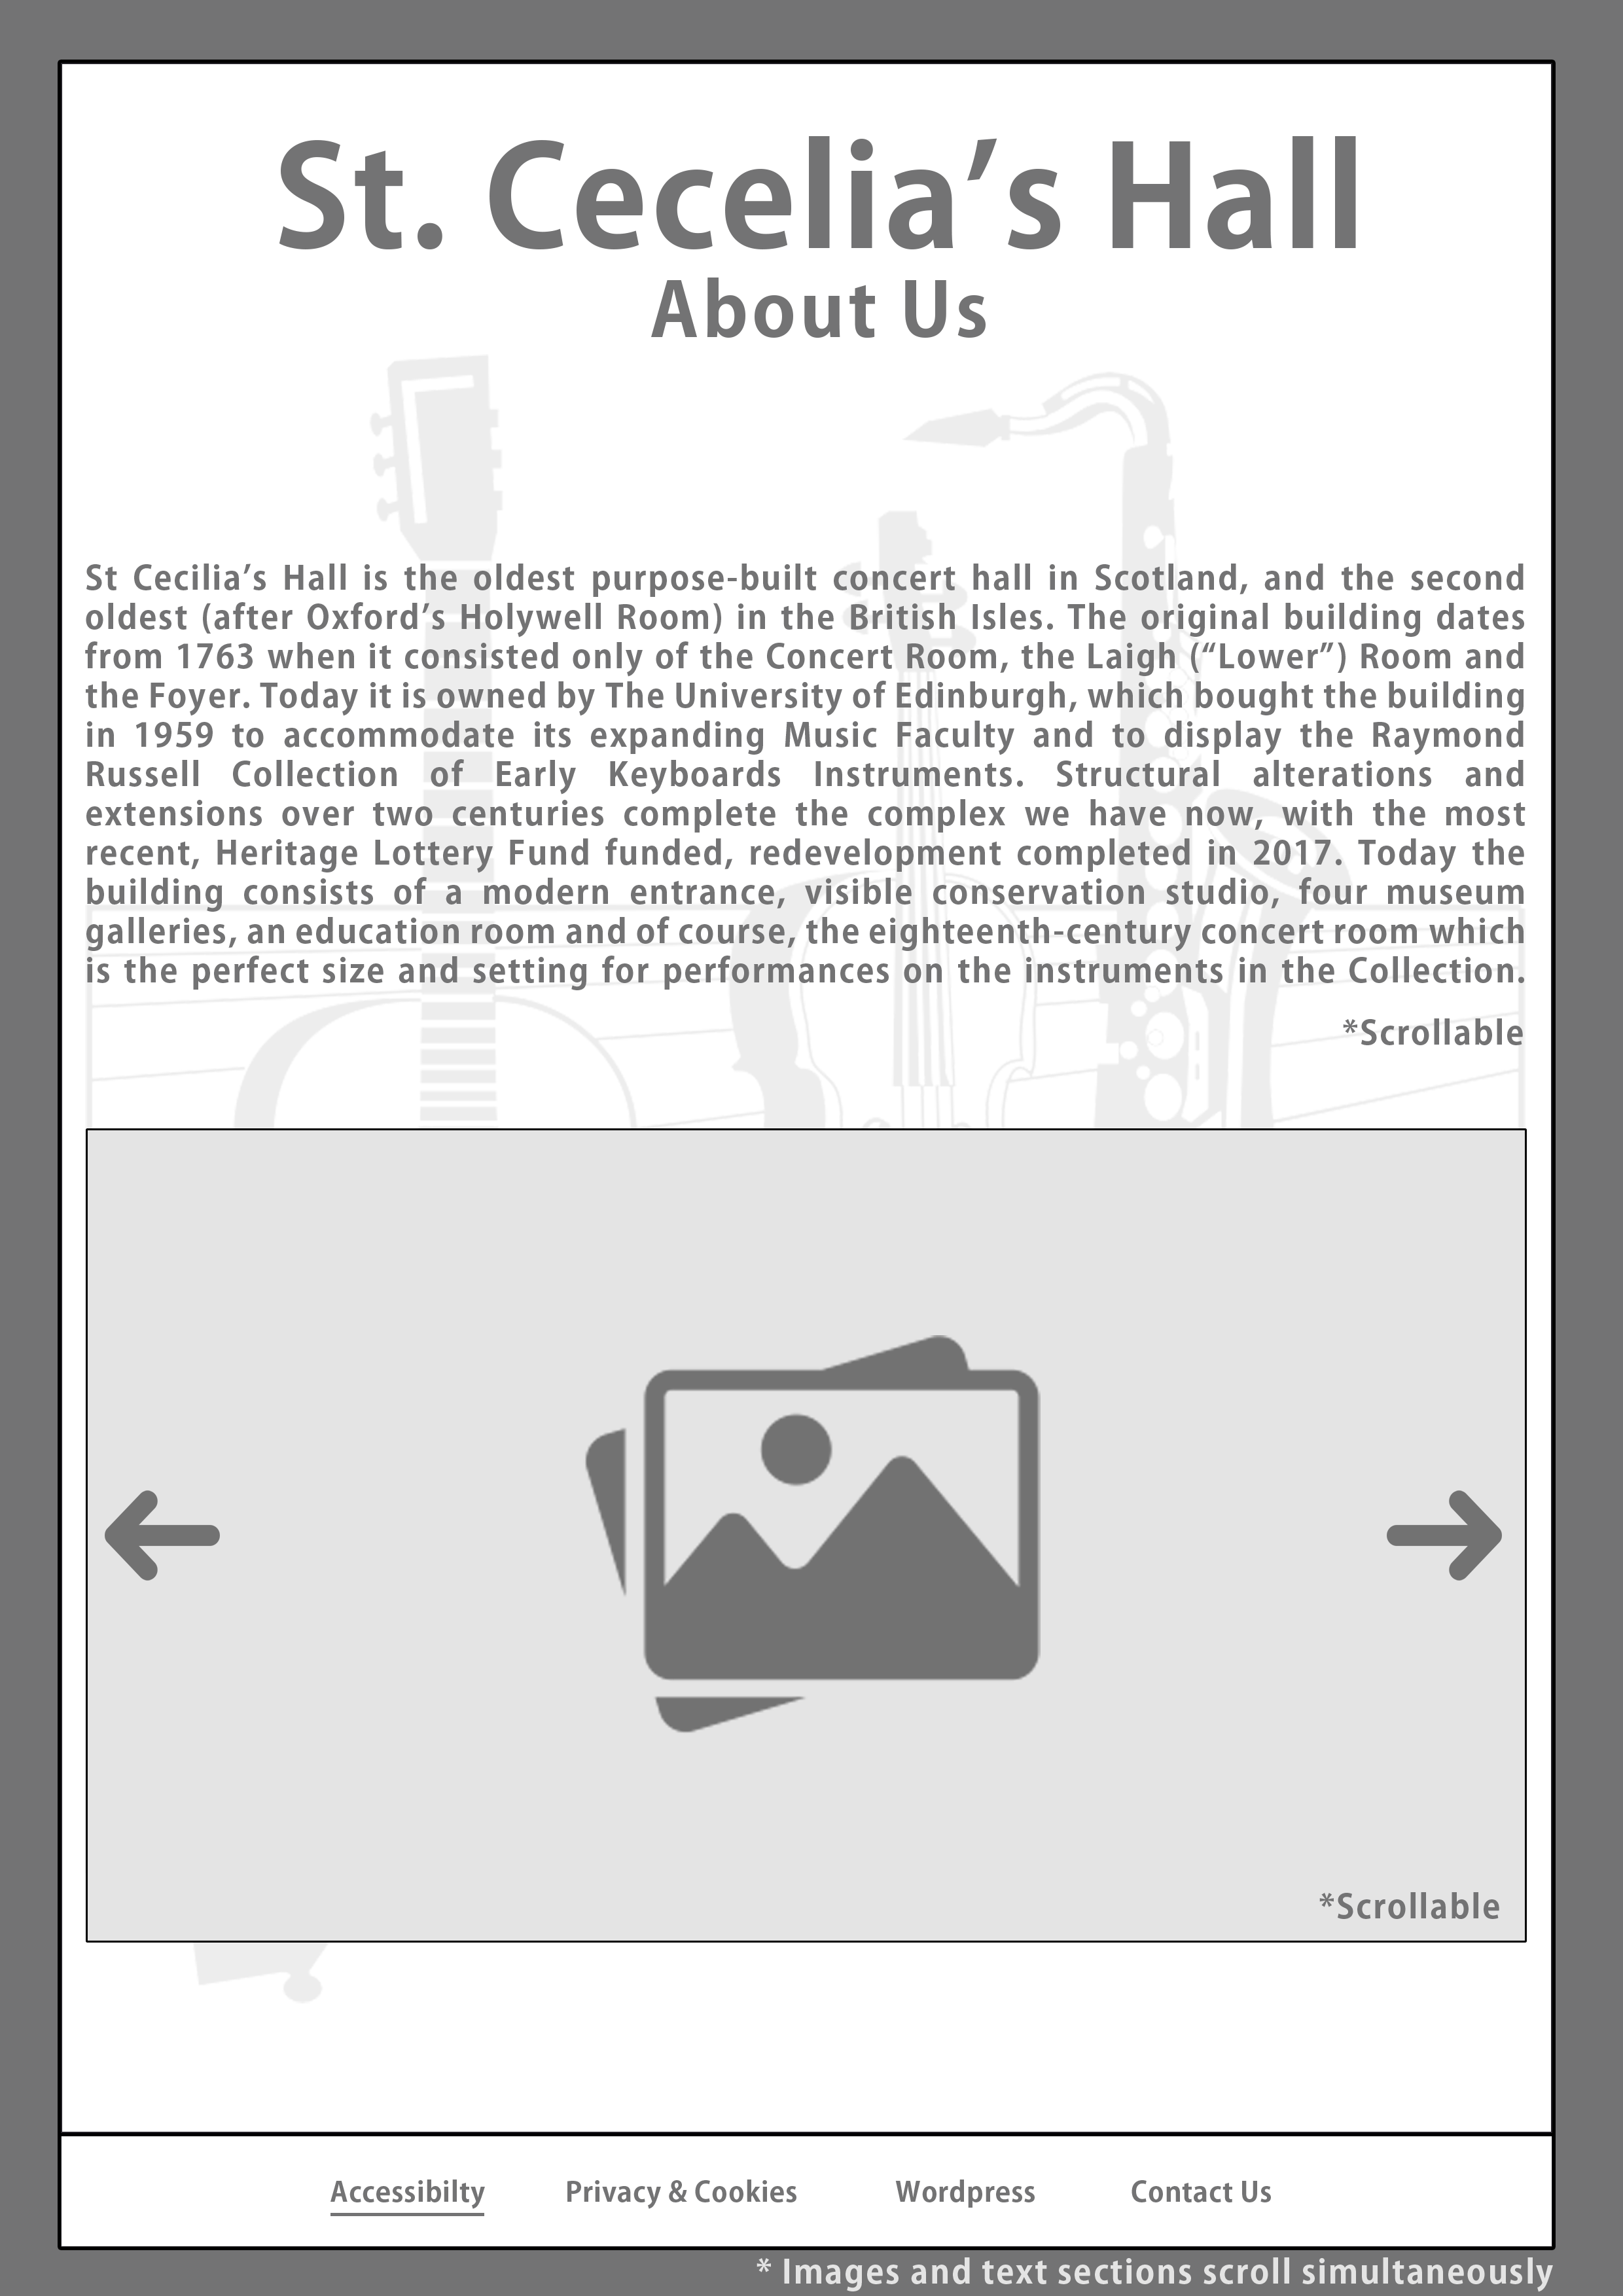 St. Cecelia’s Hall
About Us
St Cecilia’s Hall is the oldest purpose-built concert hall in Scotland, and the second
oldest (after Oxford’s Holywell Room) in the British Isles. The original building dates
from 1763 when it consisted only of the Concert Room, the Laigh (“Lower”) Room and
the Foyer. Today it is owned by The University of Edinburgh, which bought the building
in 1959 to accommodate its expanding Music Faculty and to display the Raymond
Russell Collection of Early Keyboards Instruments. Structural alterations and
extensions over two centuries complete the complex we have now, with the most
recent, Heritage Lottery Fund funded, redevelopment completed in 2017. Today the
building consists of a modern entrance, visible conservation studio, four museum
galleries, an education room and of course, the eighteenth-century concert room which
is the perfect size and setting for performances on the instruments in the Collection.
*Scrollable
*Scrollable
Accessibilty Privacy & Cookies Wordpress Contact Us
* Images and text sections scroll simultaneously